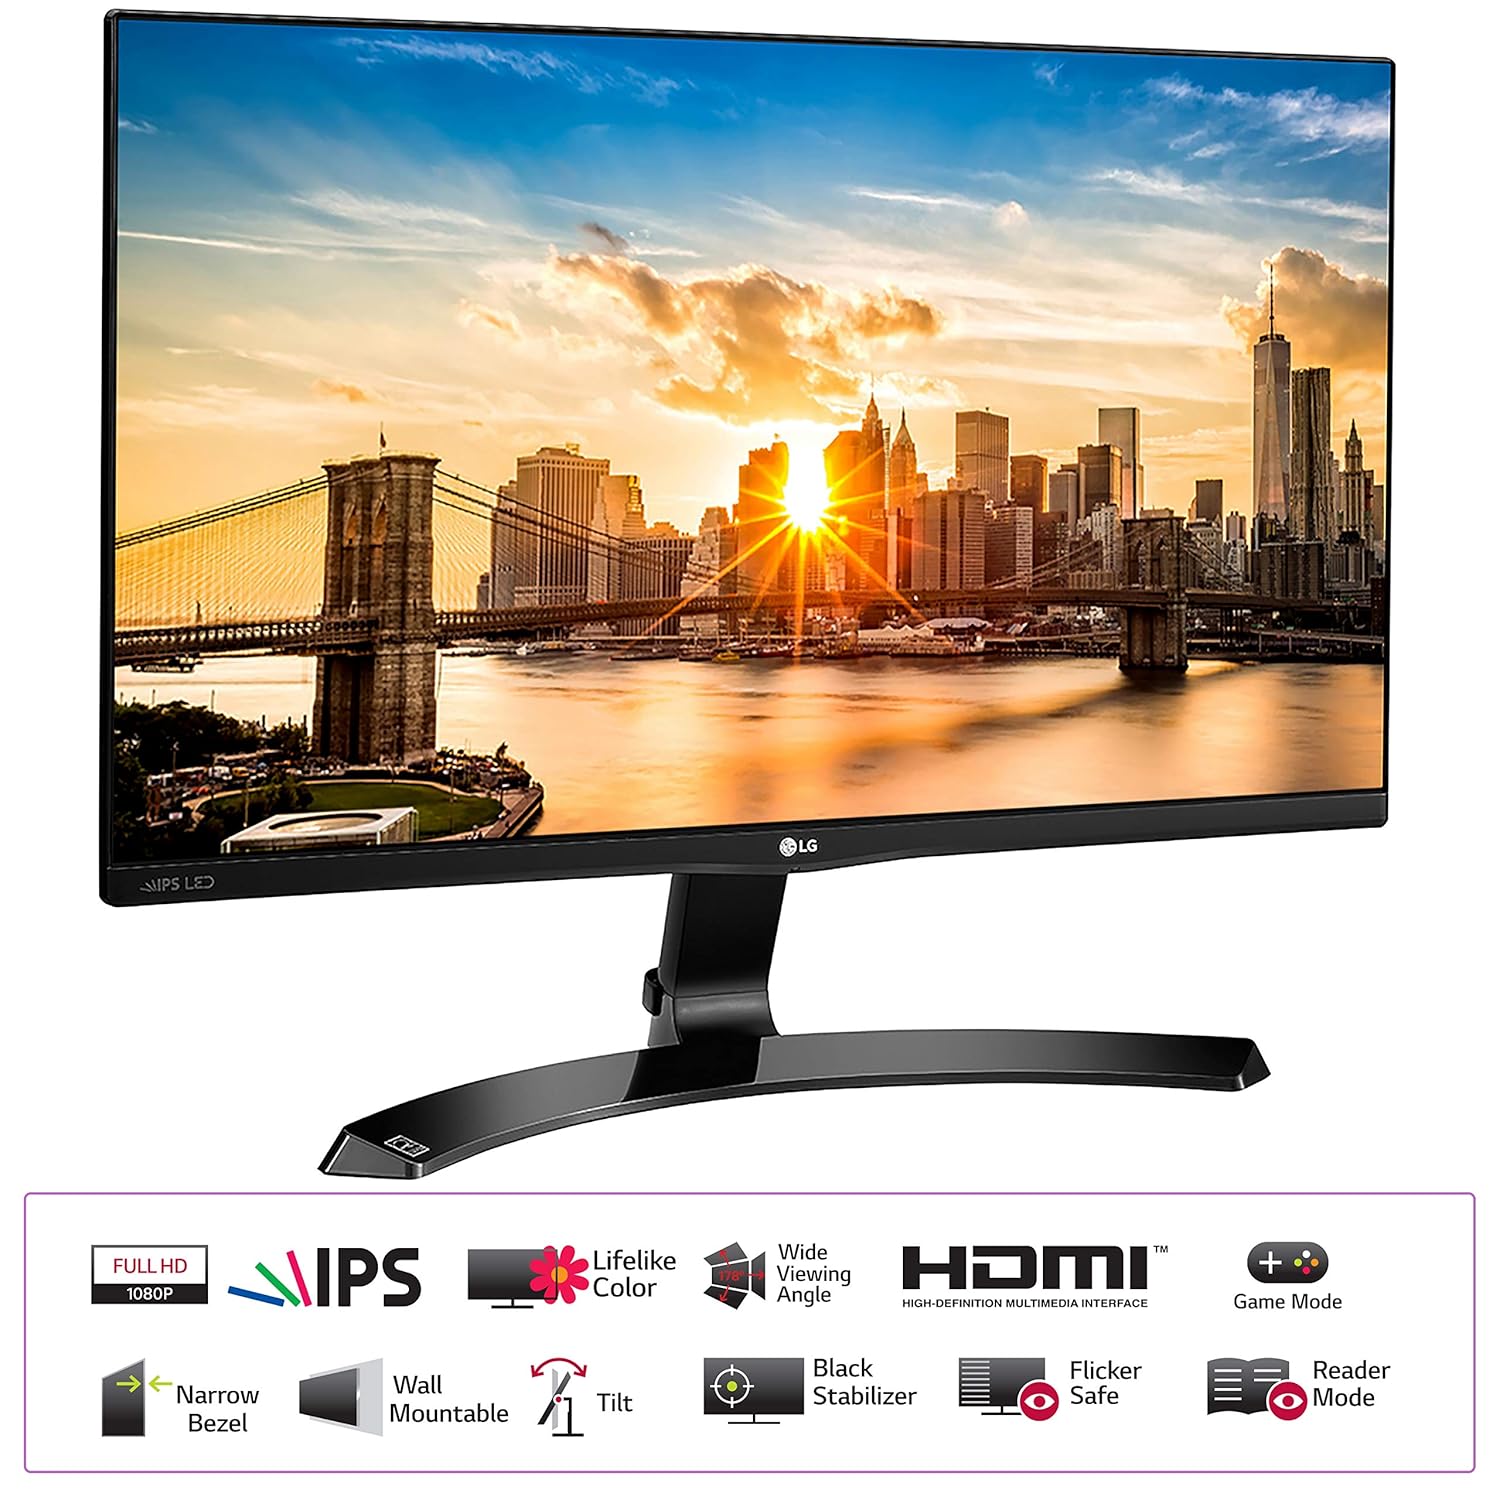 LG
IPS LED
FULL HD
1080P
IPS
Lifelike
Color
178°
Wide
Viewing
Angle
HDMI™
HIGH-DEFINITION MULTIMEDIA INTERFACE
Game Mode
Narrow
Bezel
Wall
Mountable
Tilt
Black
Stabilizer
Flicker
Safe
Reader
Mode